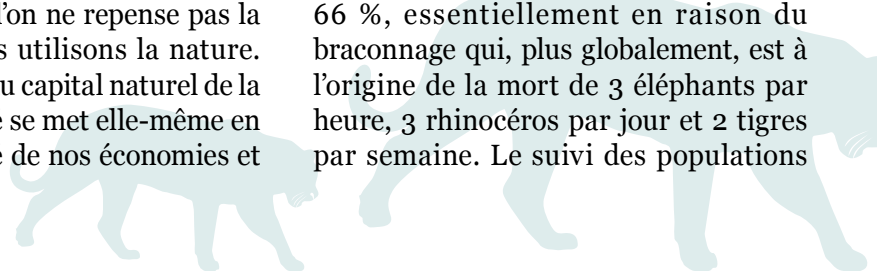 l'on ne repense pas la
s utilisons la nature.
u capital naturel de la
e se met elle-même en
e de nos économies et
66 %, essentiellement en raison du
braconnage qui, plus globalement, est à
l'origine de la mort de 3 éléphants par
heure, 3 rhinocéros par jour et 2 tigres
par semaine. Le suivi des populations